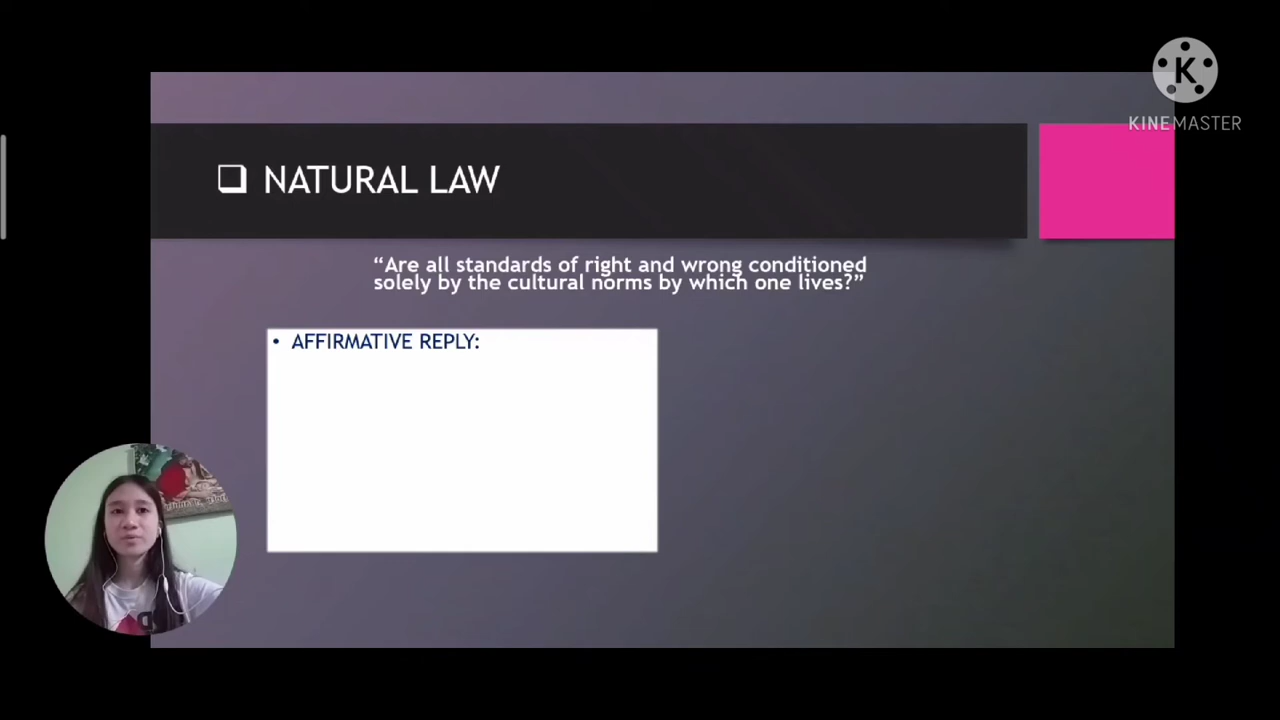 K
KINEMASTER
NATURAL LAW
“Are all standards of right and wrong conditioned
solely by the cultural norms by which one lives?”
• AFFIRMATIVE REPLY: